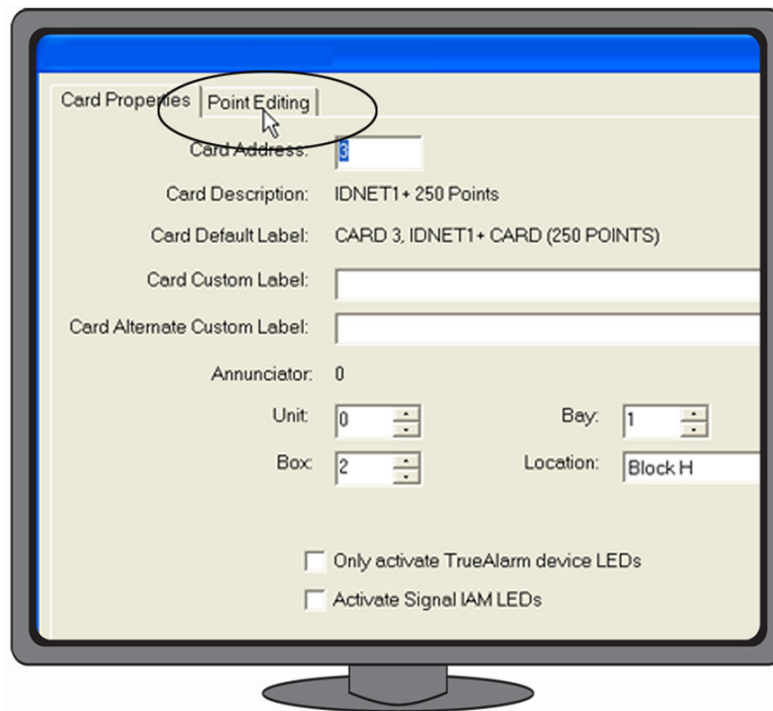 Card Properties Point Editing
Card Address: 3
Card Description: IDNET1+ 250 Points
Card Default Label: CARD 3, IDNET1+ CARD (250 POINTS)
Card Custom Label:
Card Alternate Custom Label:
Annunciator: 0
Unit: 0 Bay: 1
Box: 2 Location: Block H
Only activate TrueAlarm device LEDs
Activate Signal IAM LEDs